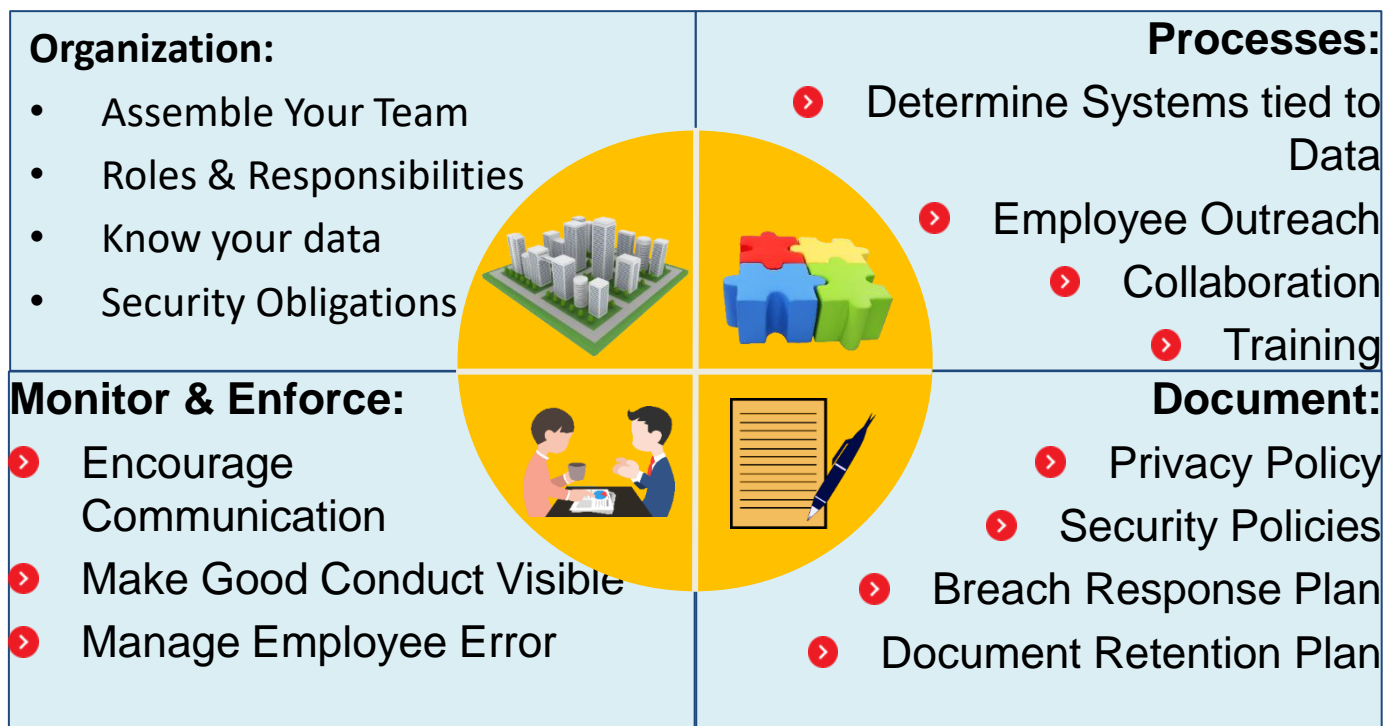 Organization:
• Assemble Your Team
• Roles & Responsibilities
• Know your data
• Security Obligations
Processes:
Determine Systems tied to
Data
Employee Outreach
Collaboration
Training
Monitor & Enforce:
Encourage
Communication
Make Good Conduct Visible
Manage Employee Error
Document:
Privacy Policy
Security Policies
Breach Response Plan
Document Retention Plan